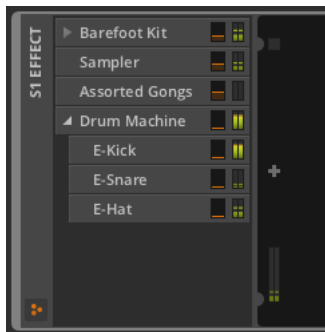 S1 EFFECT
Barefoot Kit
Sampler
Assorted Gongs
Drum Machine
E-Kick
E-Snare
E-Hat